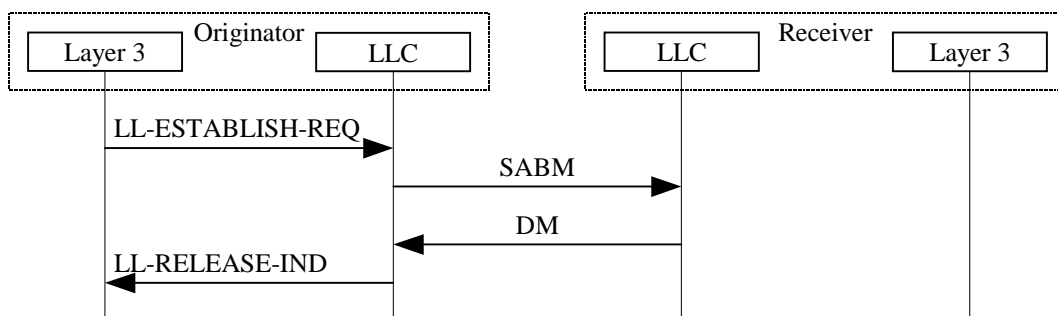 Originator
Receiver
Layer 3
LLC
LLC
Layer 3
LL-ESTABLISH-REQ
SABM
DM
LL-RELEASE-IND